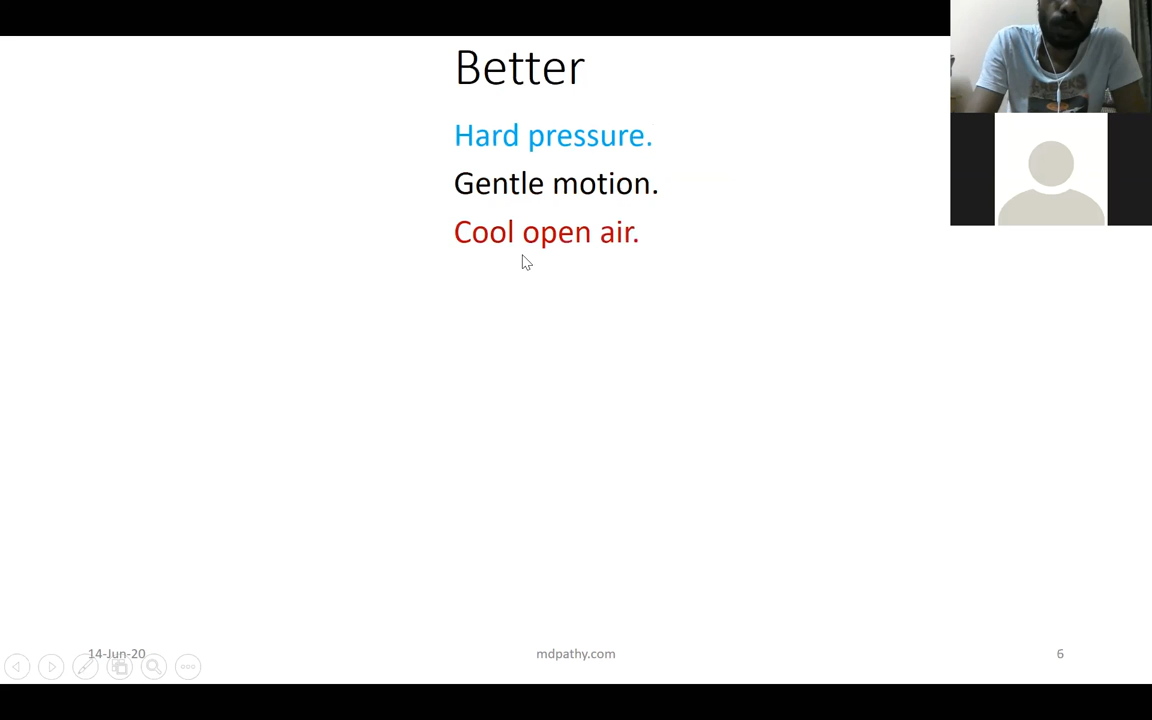 Better
Hard pressure.
Gentle motion.
Cool open air.
14-Jun-20
mdpathy.com
6